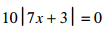 10|7x + 3| = 0